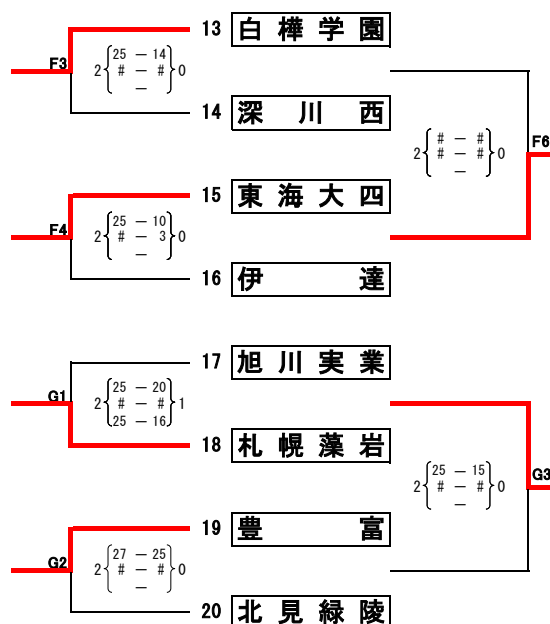 13 白樺学園
F3
25 － 14
2 # － # 0
－
14 深川西
# － #
2 # － # 0
－
F6
15 東海大四
F4
25 － 10
2 # － 3 0
－
16 伊達
17 旭川実業
G1
25 － 20
2 # － # 1
25 － 16
18 札幌藻岩
25 － 15
2 # － # 0
－
G3
19 豊富
G2
27 － 25
2 # － # 0
－
20 北見緑陵